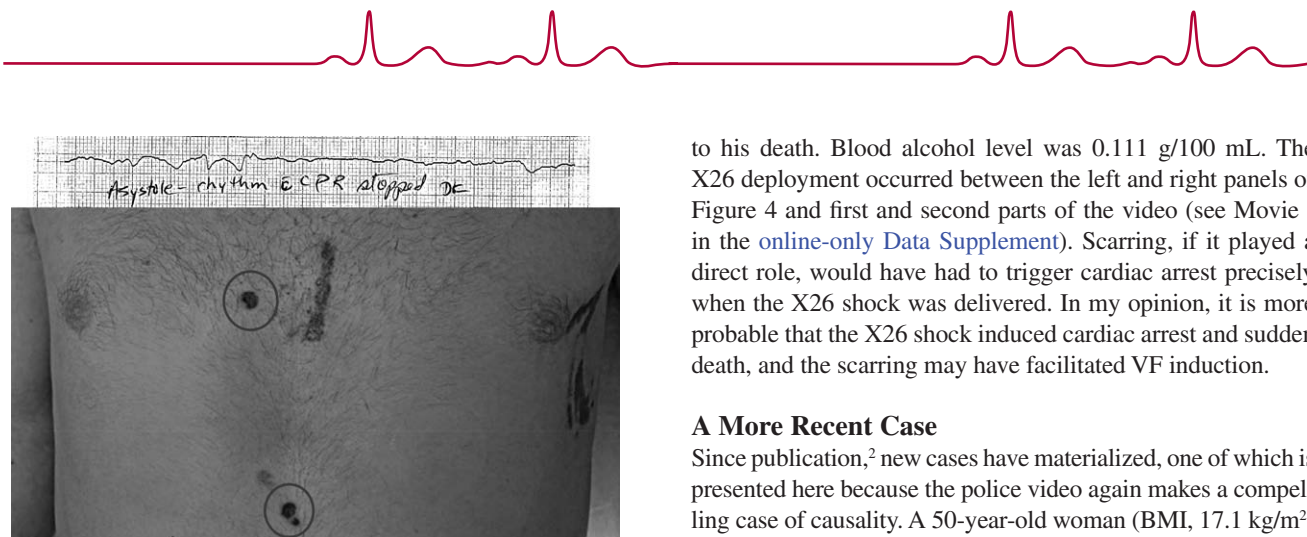 Asystole - rhythm c̄ CPR stopped DC
to his death. Blood alcohol level was 0.111 g/100 mL. The
X26 deployment occurred between the left and right panels o
Figure 4 and first and second parts of the video (see Movie
in the online-only Data Supplement). Scarring, if it played a
direct role, would have had to trigger cardiac arrest precisely
when the X26 shock was delivered. In my opinion, it is more
probable that the X26 shock induced cardiac arrest and sudden
death, and the scarring may have facilitated VF induction.
A More Recent Case
Since publication,² new cases have materialized, one of which is
presented here because the police video again makes a compel-
ling case of causality. A 50-year-old woman (BMI, 17.1 kg/m²